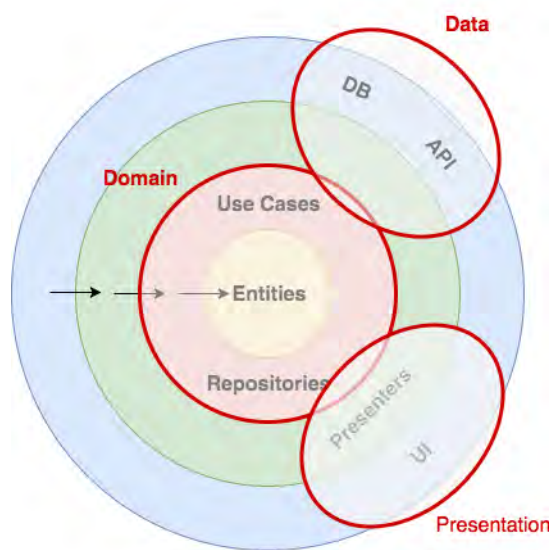 Data
DB
API
Domain
Use Cases
Entities
Repositories
Presenters
UI
Presentation